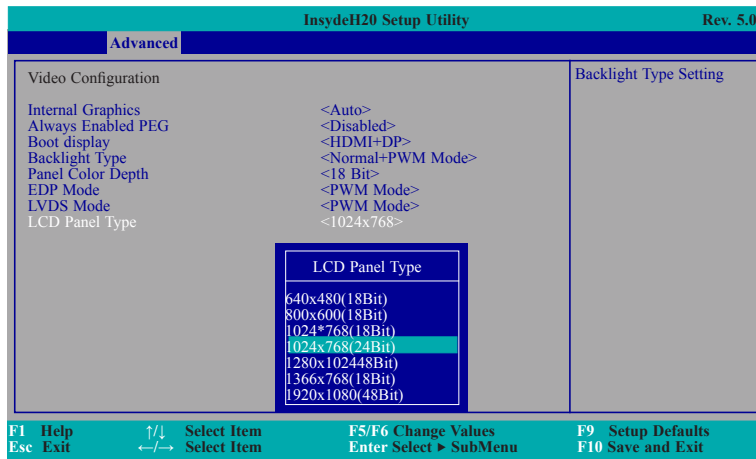 InsydeH20 Setup Utility Rev. 5.0
Advanced
Video Configuration
Backlight Type Setting
Internal Graphics <Auto>
Always Enabled PEG <Disabled>
Boot display <HDMI+DP>
Backlight Type <Normal+PWM Mode>
Panel Color Depth <18 Bit>
EDP Mode <PWM Mode>
LVDS Mode <PWM Mode>
LCD Panel Type <1024x768>
LCD Panel Type
640x480(18Bit)
800x600(18Bit)
1024*768(18Bit)
1024x768(24Bit)
1280x102448Bit)
1366x768(18Bit)
1920x1080(48Bit)
F1 Help ↑/↓ Select Item F5/F6 Change Values F9 Setup Defaults
Esc Exit ←/→ Select Item Enter Select ► SubMenu F10 Save and Exit